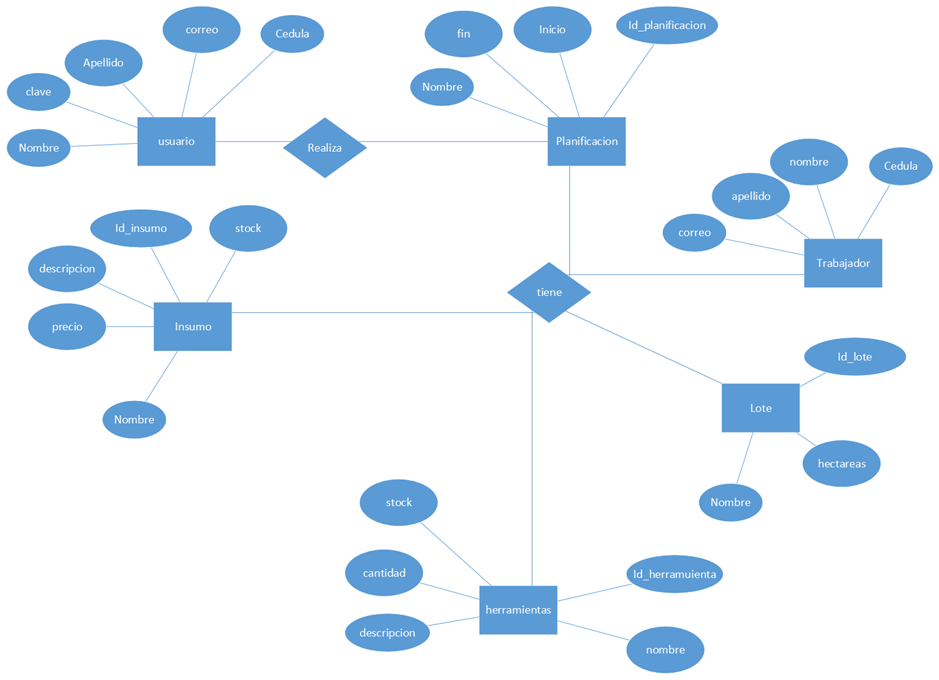 correo
Cedula
Apellido
clave
Nombre
usuario
Realiza
fin
Inicio
Id_planificacion
Nombre
Planificacion
nombre
Cedula
apellido
correo
Trabajador
Id_insumo
stock
descripcion
precio
Insumo
Nombre
tiene
Id_lote
Lote
hectareas
Nombre
stock
cantidad
descripcion
herramientas
Id_herramuienta
nombre